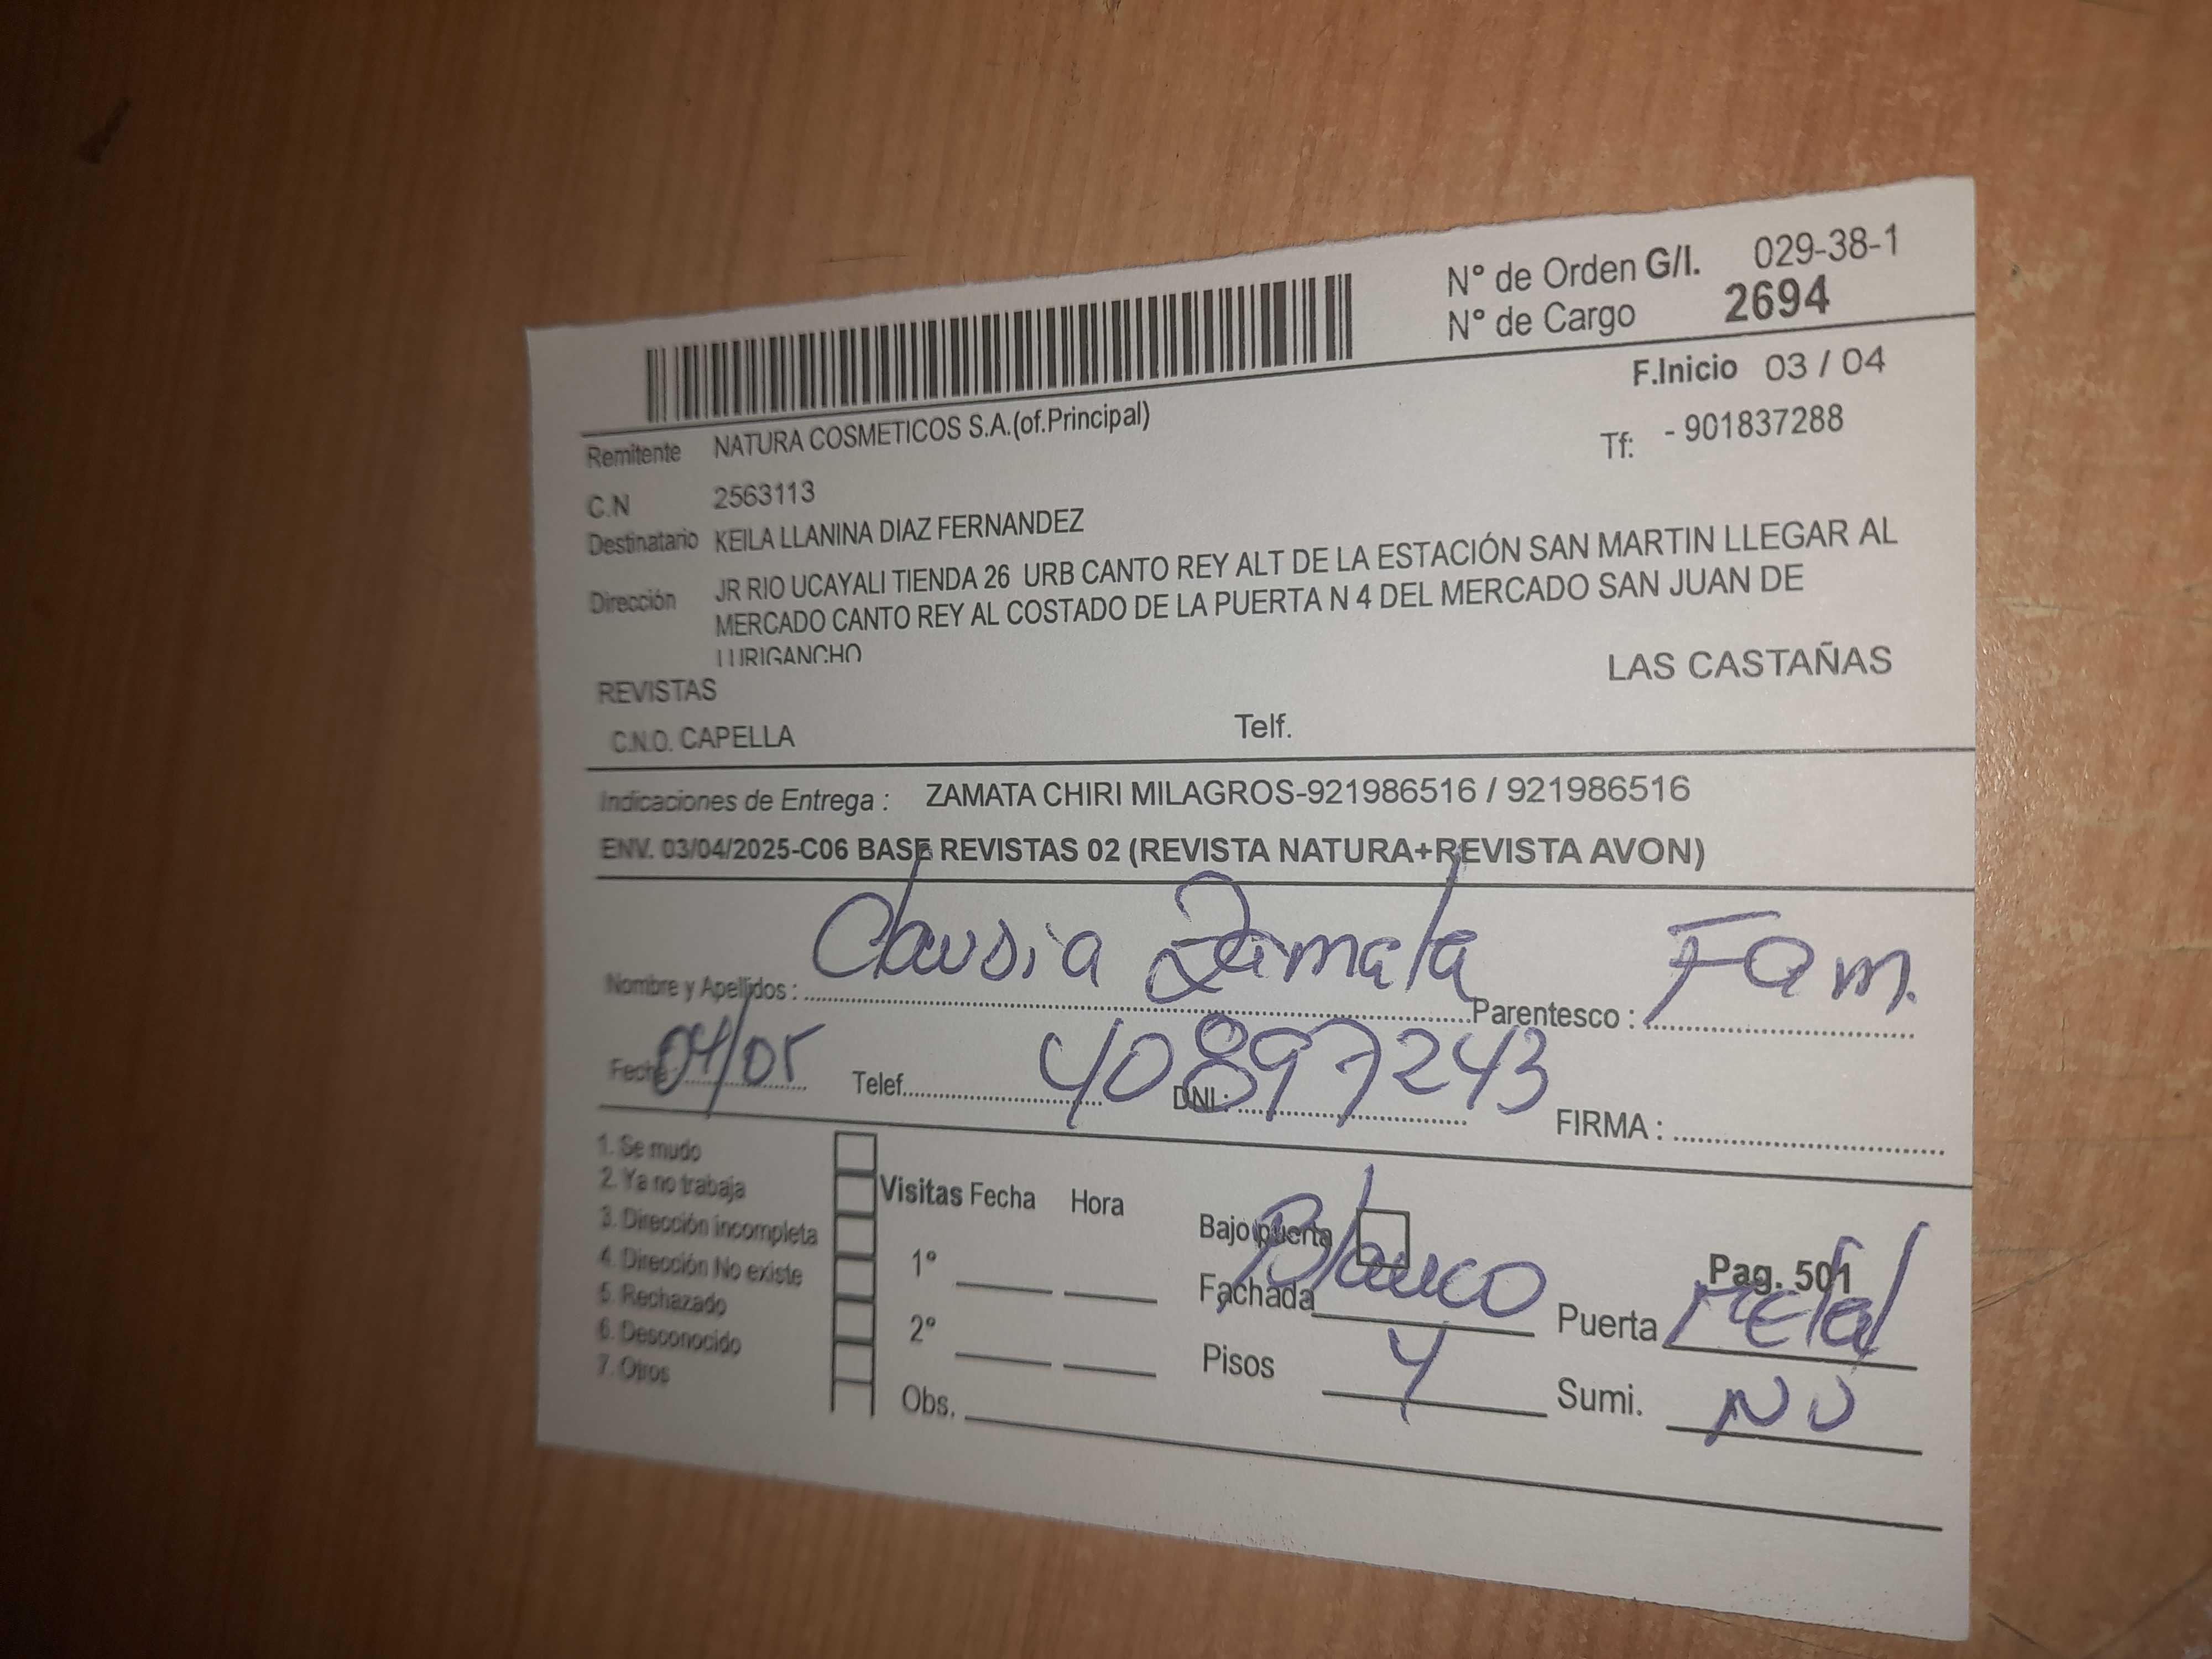 N° de Orden G/I. 029-38-1
N° de Cargo 2694
F.Inicio 03 / 04
Remitente NATURA COSMETICOS S.A.(of.Principal)
Tf: - 901837288
C.N 2563113
Destinatario KEILA LLANINA DIAZ FERNANDEZ
Dirección JR RIO UCAYALI TIENDA 26 URB CANTO REY ALT DE LA ESTACIÓN SAN MARTIN LLEGAR AL
MERCADO CANTO REY AL COSTADO DE LA PUERTA N 4 DEL MERCADO SAN JUAN DE
LURIGANCHO
LAS CASTAÑAS
REVISTAS
C.N.O. CAPELLA Telf.
Indicaciones de Entrega : ZAMATA CHIRI MILAGROS-921986516 / 921986516
ENV. 03/04/2025-C06 BASE REVISTAS 02 (REVISTA NATURA+REVISTA AVON)
Nombre y Apellidos : Claudia Zamata Parentesco : Fam.
Fecha 04/05 Telef. DNI: 40897243 FIRMA :
1. Se mudo
2. Ya no trabaja
3. Dirección incompleta
4. Dirección No existe
5. Rechazado
6. Desconocido
7. Otros
Visitas Fecha Hora
1°
2°
Obs.
Bajo puerta
Pag. 501
Fachada Blanco Puerta Metal
Pisos 4 Sumi. NO